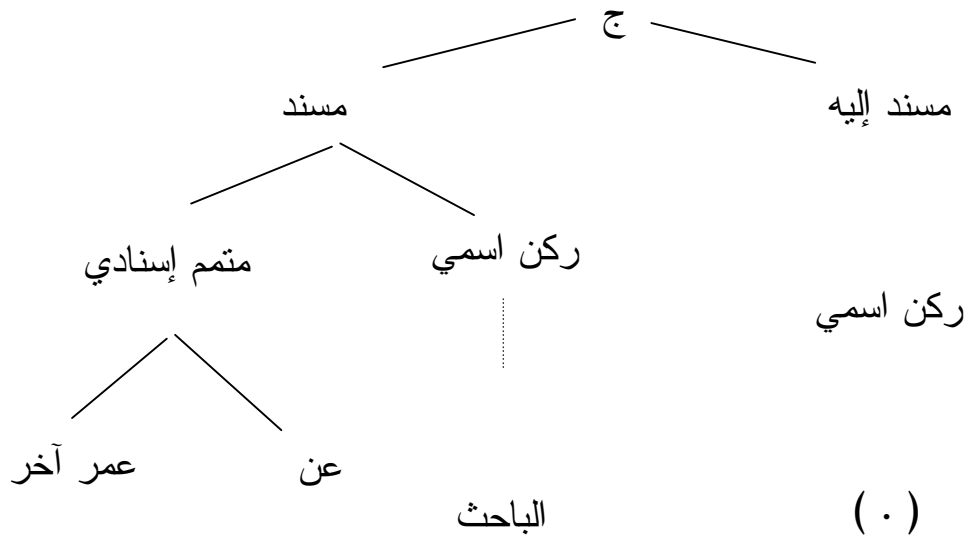 ج
مسند إليه
مسند
ركن اسمي
متمم إسنادي
ركن اسمي
عن
عمر آخر
(٠)
الباحث